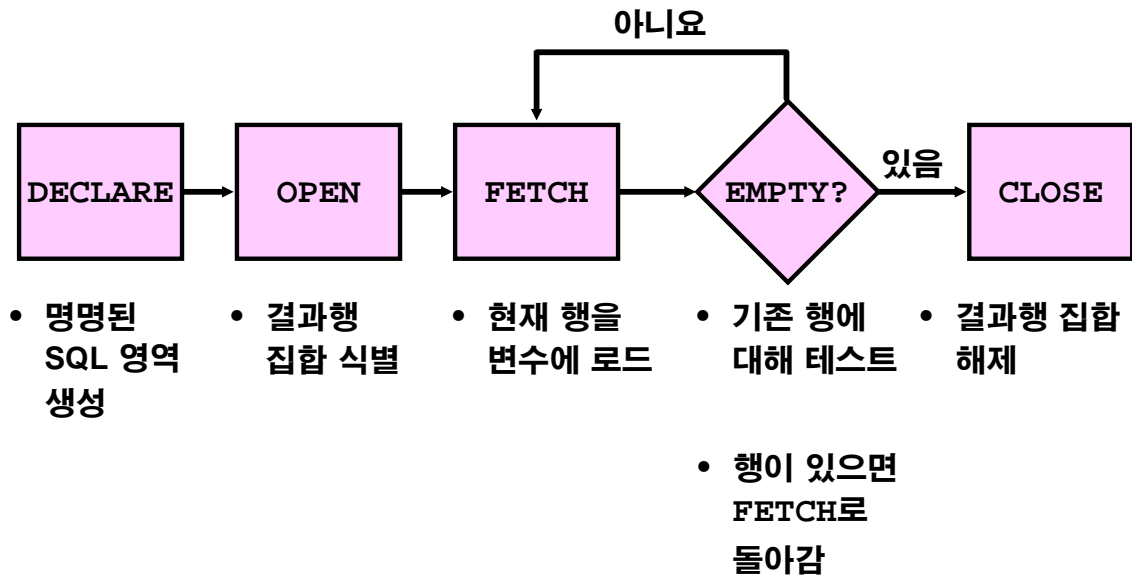 아니요
DECLARE
OPEN
FETCH
EMPTY?
있음
CLOSE
• 명명된
SQL 영역
생성
• 결과행
집합 식별
• 현재 행을
변수에 로드
• 기존 행에
대해 테스트
• 행이 있으면
FETCH로
돌아감
• 결과행 집합
해제